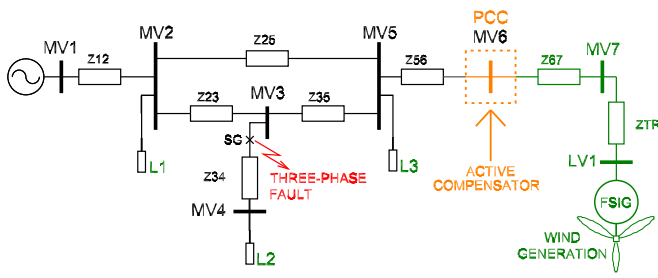 PCC
MV2
MV5
MV6
MV1
Z12
Z25
Z56
Z67
MV7
Z23
MV3
Z35
SG
ZTR
L1
Z34
THREE-PHASE
FAULT
L3
ACTIVE
COMPENSATOR
LV1
MV4
FSIG
L2
WIND
GENERATION